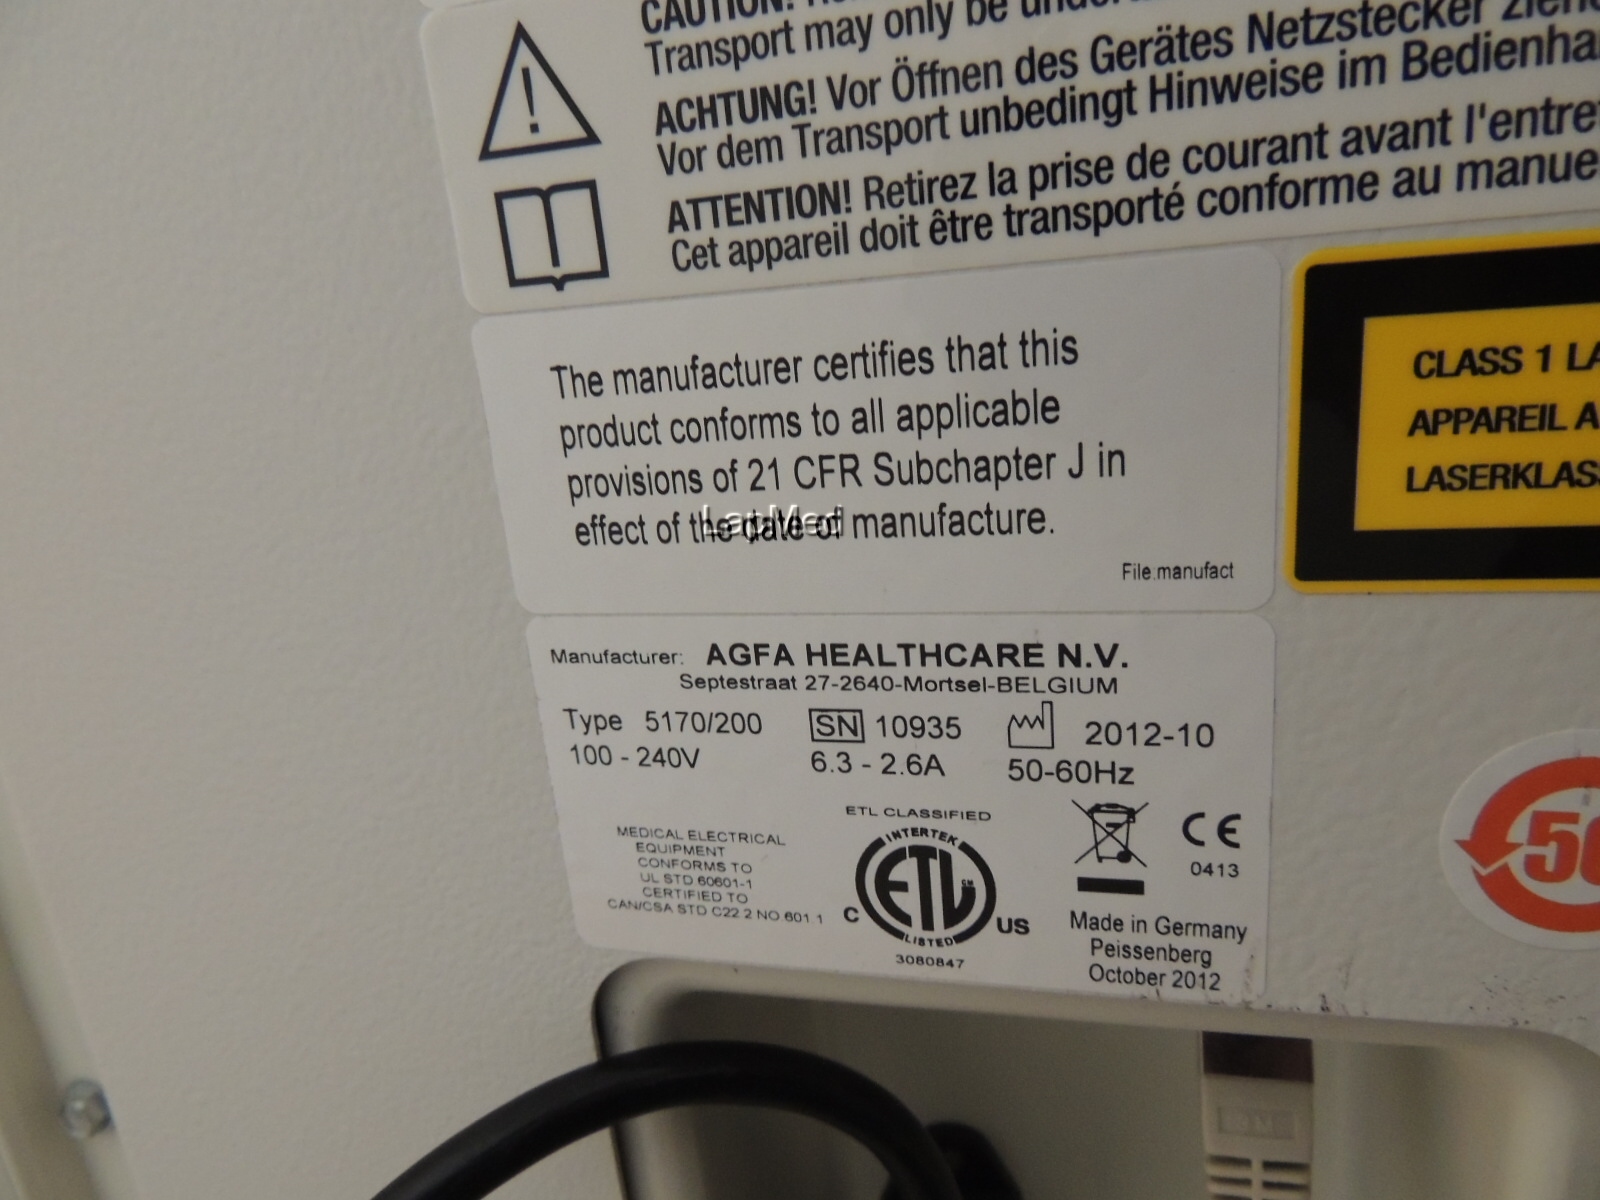 CAUTION!
Transport may only be
ACHTUNG! Vor Öffnen des Gerätes Netzstecker
Vor dem Transport unbedingt Hinweise im
ATTENTION! Retirez la prise de courant avant
Cet appareil doit être transporté conforme au
The manufacturer certifies that this
product conforms to all applicable
provisions of 21 CFR Subchapter J in
effect of the date of manufacture.
LapMed
File:manufact
CLASS 1
APPAREIL A
Manufacturer: AGFA HEALTHCARE N.V.
Septestraat 27-2640-Mortsel-BELGIUM
Type 5170/200 SN 10935 2012-10
100 - 240V 6.3 - 2.6A 50-60Hz
MEDICAL ELECTRICAL
EQUIPMENT
CONFORMS TO
UL STD 60601-1
CERTIFIED TO
CAN/CSA STD C22 2 NO 601 1
ETL CLASSIFIED
INTERTEK
ETL
CM
LISTED
C US
3080847
CE
0413
Made in Germany
Peissenberg
October 2012